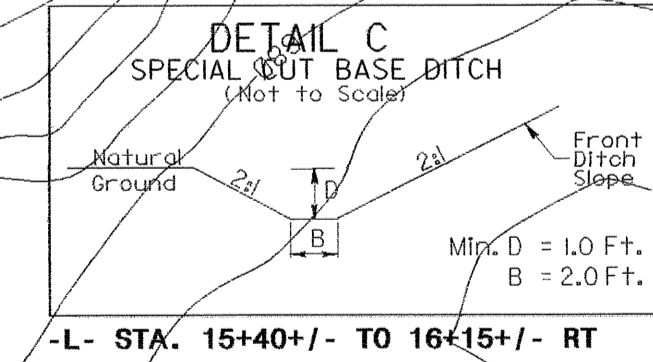 DETAIL C
SPECIAL CUT BASE DITCH
(Not to Scale)
Natural
Ground
2:1
D
2:1
Front
Ditch
Slope
B
Min. D = 1.0 Ft.
B = 2.0 Ft.
-L- STA. 15+40+/- TO 16+15+/- RT